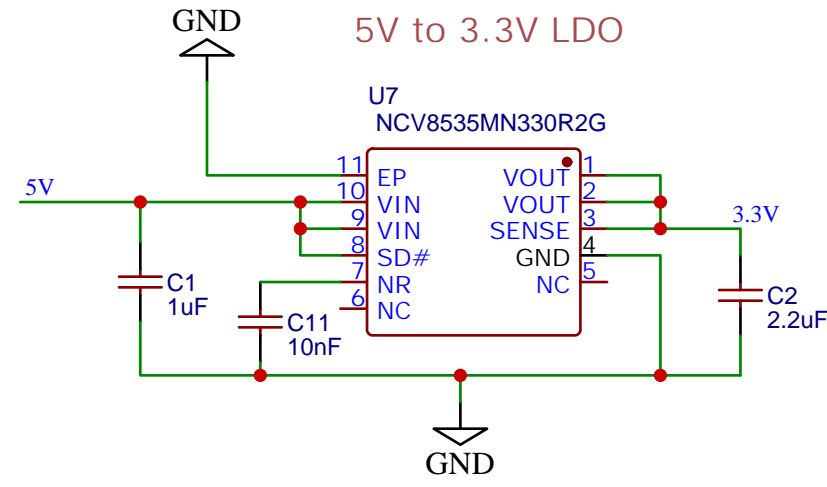 GND
5V to 3.3V LDO
U7
NCV8535MN330R2G
11 EP VOUT 1
5V 10 VIN VOUT 2
9 VIN SENSE 3 3.3V
8 SD# GND 4
7 NR NC 5
6 NC
C1
1uF
C11
10nF
C2
2.2uF
GND